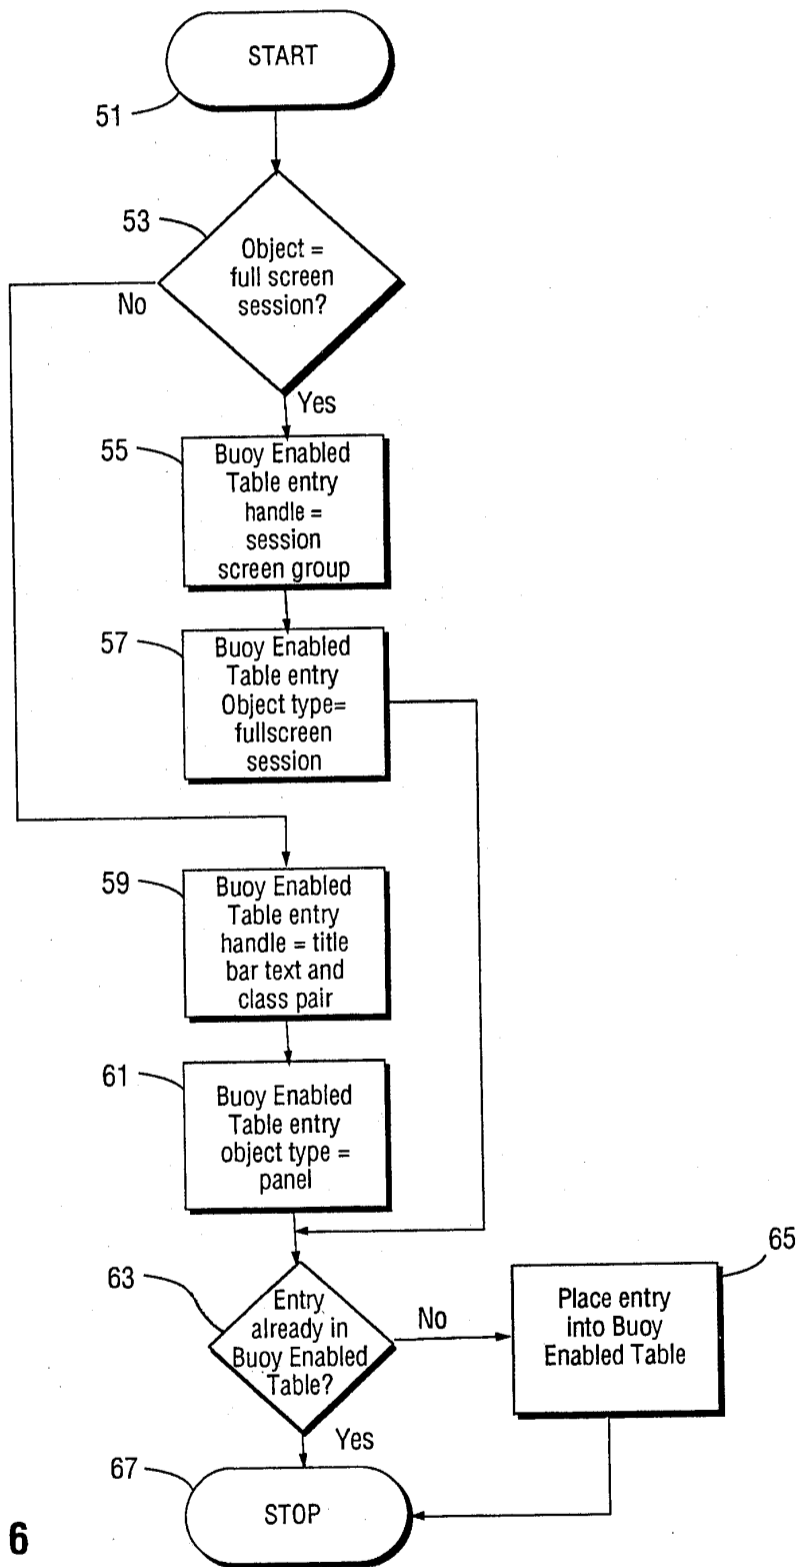 START
51
53
Object =
full screen
session?
No
Yes
55
Buoy Enabled
Table entry
handle =
session
screen group
57
Buoy Enabled
Table entry
Object type=
fullscreen
session
59
Buoy Enabled
Table entry
handle = title
bar text and
class pair
61
Buoy Enabled
Table entry
object type =
panel
63
Entry
already in
Buoy Enabled
Table?
No
65
Place entry
into Buoy
Enabled Table
Yes
67
STOP
6